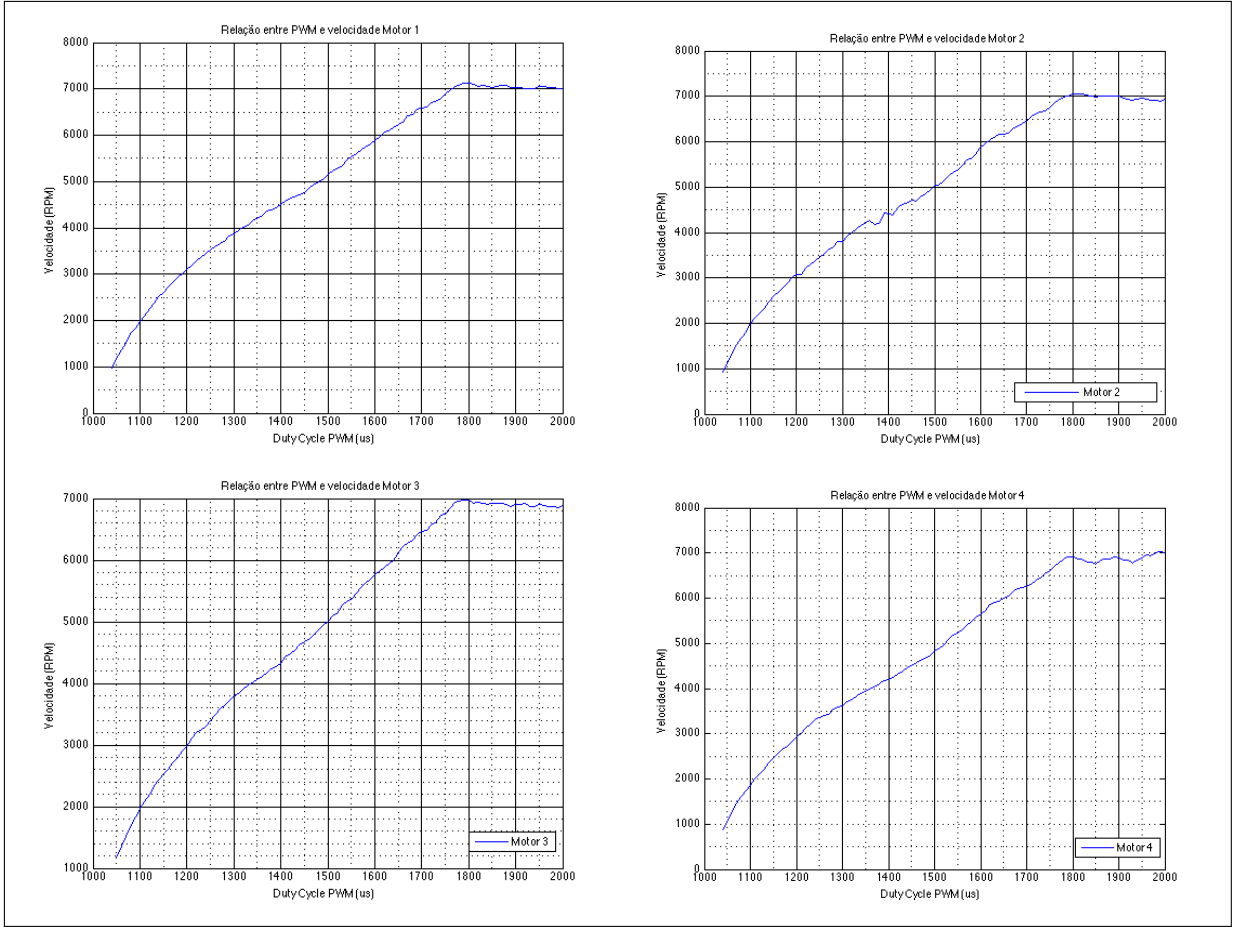 Relação entre PWM e velocidade Motor 1
8000
7000
6000
5000
4000
3000
2000
1000
0
Velocidade (RPM)
1000 1100 1200 1300 1400 1500 1600 1700 1800 1900 2000
Duty Cycle PWM (us)
Relação entre PWM e velocidade Motor 2
8000
7000
6000
5000
4000
3000
2000
1000
0
Velocidade (RPM)
Motor 2
1000 1100 1200 1300 1400 1500 1600 1700 1800 1900 2000
Duty Cycle PWM (us)
Relação entre PWM e velocidade Motor 3
7000
6000
5000
4000
3000
2000
1000
Velocidade (RPM)
Motor 3
1000 1100 1200 1300 1400 1500 1600 1700 1800 1900 2000
Duty Cycle PWM (us)
Relação entre PWM e velocidade Motor 4
8000
7000
6000
5000
4000
3000
2000
1000
0
Velocidade (RPM)
Motor 4
1000 1100 1200 1300 1400 1500 1600 1700 1800 1900 2000
Duty Cycle PWM (us)